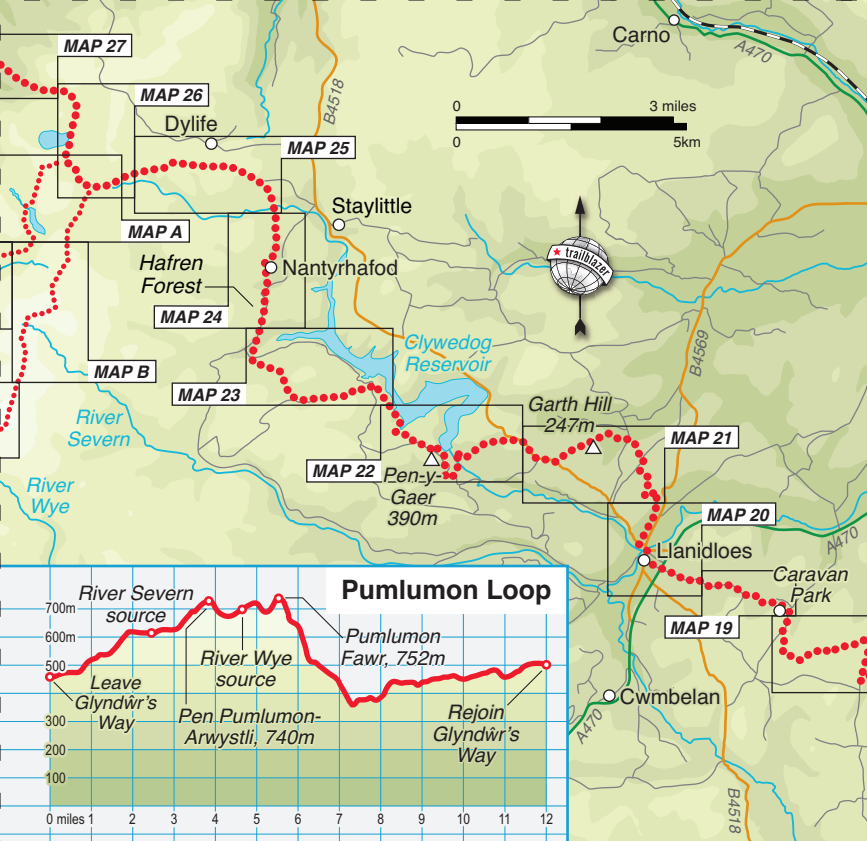 Carno
A470
MAP 27
MAP 26
B4518
0
3 miles
0
5km
Dylife
MAP 25
Staylittle
MAP A
trailblazer
Hafren
Forest
Nantyrhafod
MAP 24
Clywedog
Reservoir
B4569
MAP B
MAP 23
River
Severn
Garth Hill
247m
MAP 21
MAP 22
Pen-y-
Gaer
390m
River
Wye
MAP 20
A470
Llanidloes
Caravan
Park
MAP 19
Cwmbelan
A470
B4518
Pumlumon Loop
River Severn
source
700m
600m
500
300
200
100
Pumlumon
Fawr, 752m
River Wye
source
Leave
Glyndŵr's
Way
Pen Pumlumon-
Arwystli, 740m
Rejoin
Glyndŵr's
Way
0 miles 1 2 3 4 5 6 7 8 9 10 11 12